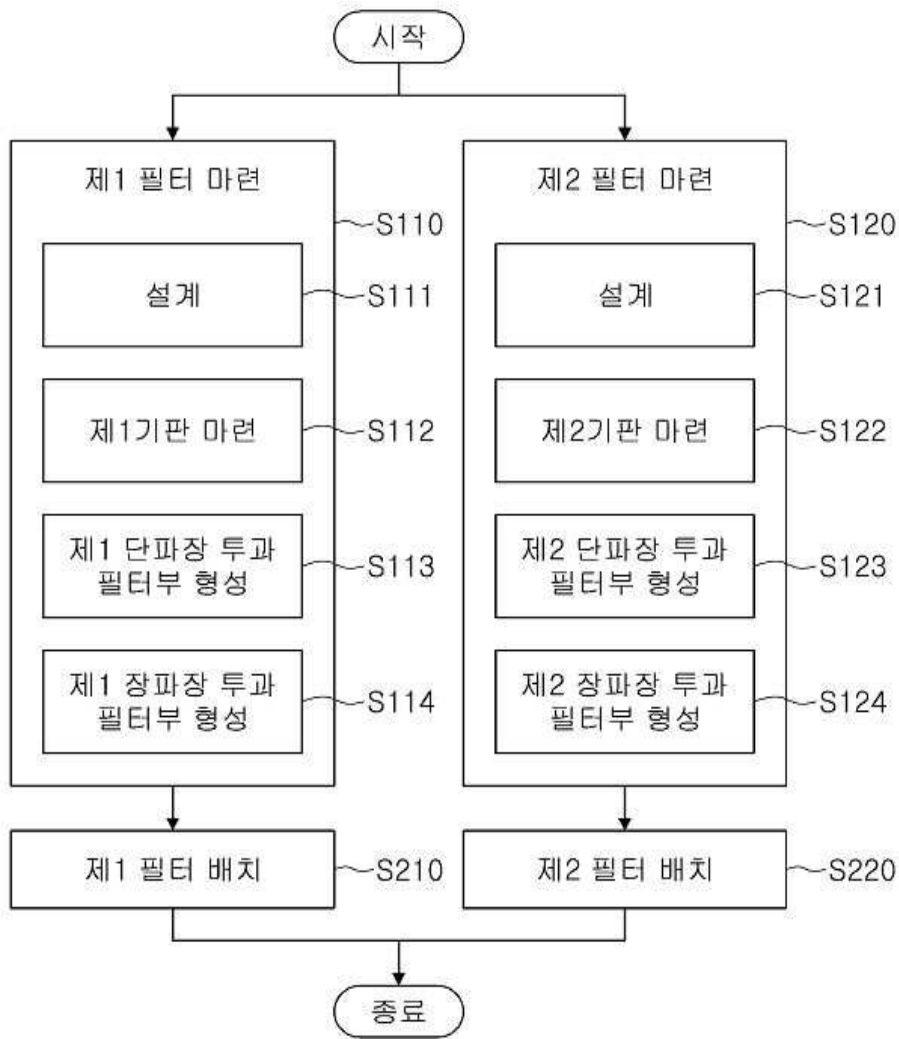 시작
제1 필터 마련
S110
설계
S111
제1기판 마련
S112
제1 단파장 투과
필터부 형성
S113
제1 장파장 투과
필터부 형성
S114
제1 필터 배치
S210
제2 필터 마련
S120
설계
S121
제2기판 마련
S122
제2 단파장 투과
필터부 형성
S123
제2 장파장 투과
필터부 형성
S124
제2 필터 배치
S220
종료